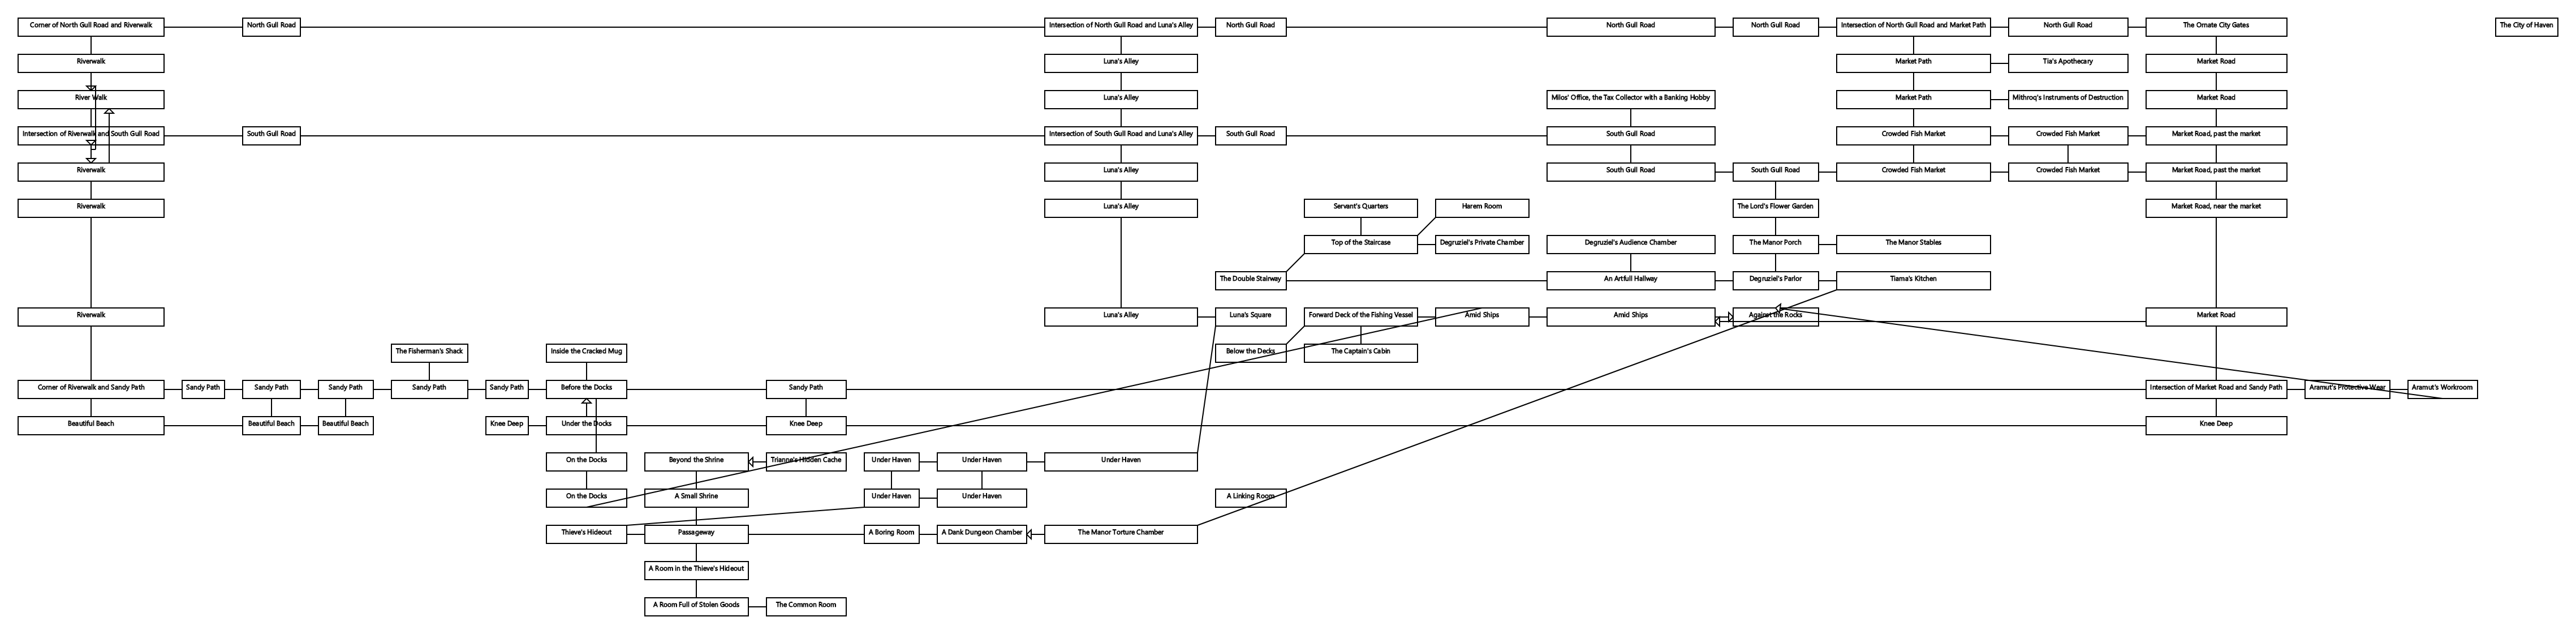 Corner of North Gull Road and Riverwalk
North Gull Road
Intersection of North Gull Road and Luna's Alley
North Gull Road
North Gull Road
North Gull Road
Intersection of North Gull Road and Market Path
North Gull Road
The Ornate City Gates
The City of Haven
Riverwalk
Luna's Alley
Market Path
Tia's Apothecary
Market Road
River Walk
Luna's Alley
Milos' Office, the Tax Collector with a Banking Hobby
Market Path
Mithroq's Instruments of Destruction
Market Road
Intersection of Riverwalk and South Gull Road
South Gull Road
Intersection of South Gull Road and Luna's Alley
South Gull Road
South Gull Road
Crowded Fish Market
Crowded Fish Market
Market Road, past the market
Riverwalk
Luna's Alley
South Gull Road
South Gull Road
Crowded Fish Market
Crowded Fish Market
Market Road, past the market
Riverwalk
Luna's Alley
Servant's Quarters
Harem Room
The Lord's Flower Garden
Market Road, near the market
Top of the Staircase
Degruziel's Private Chamber
Degruziel's Audience Chamber
The Manor Porch
The Manor Stables
The Double Stairway
An Artfull Hallway
Degruziel's Parlor
Tiama's Kitchen
Riverwalk
Luna's Alley
Luna's Square
Forward Deck of the Fishing Vessel
Amid Ships
Amid Ships
Against the Rocks
Market Road
The Fisherman's Shack
Inside the Cracked Mug
Below the Decks
The Captain's Cabin
Corner of Riverwalk and Sandy Path
Sandy Path
Sandy Path
Sandy Path
Sandy Path
Sandy Path
Before the Docks
Sandy Path
Intersection of Market Road and Sandy Path
Aramut's Protective Wear
Aramut's Workroom
Beautiful Beach
Beautiful Beach
Beautiful Beach
Knee Deep
Under the Docks
Knee Deep
Knee Deep
On the Docks
Beyond the Shrine
Trianne's Hidden Cache
Under Haven
Under Haven
Under Haven
On the Docks
A Small Shrine
Under Haven
Under Haven
A Linking Room
Thieve's Hideout
Passageway
A Boring Room
A Dank Dungeon Chamber
The Manor Torture Chamber
A Room in the Thieve's Hideout
A Room Full of Stolen Goods
The Common Room